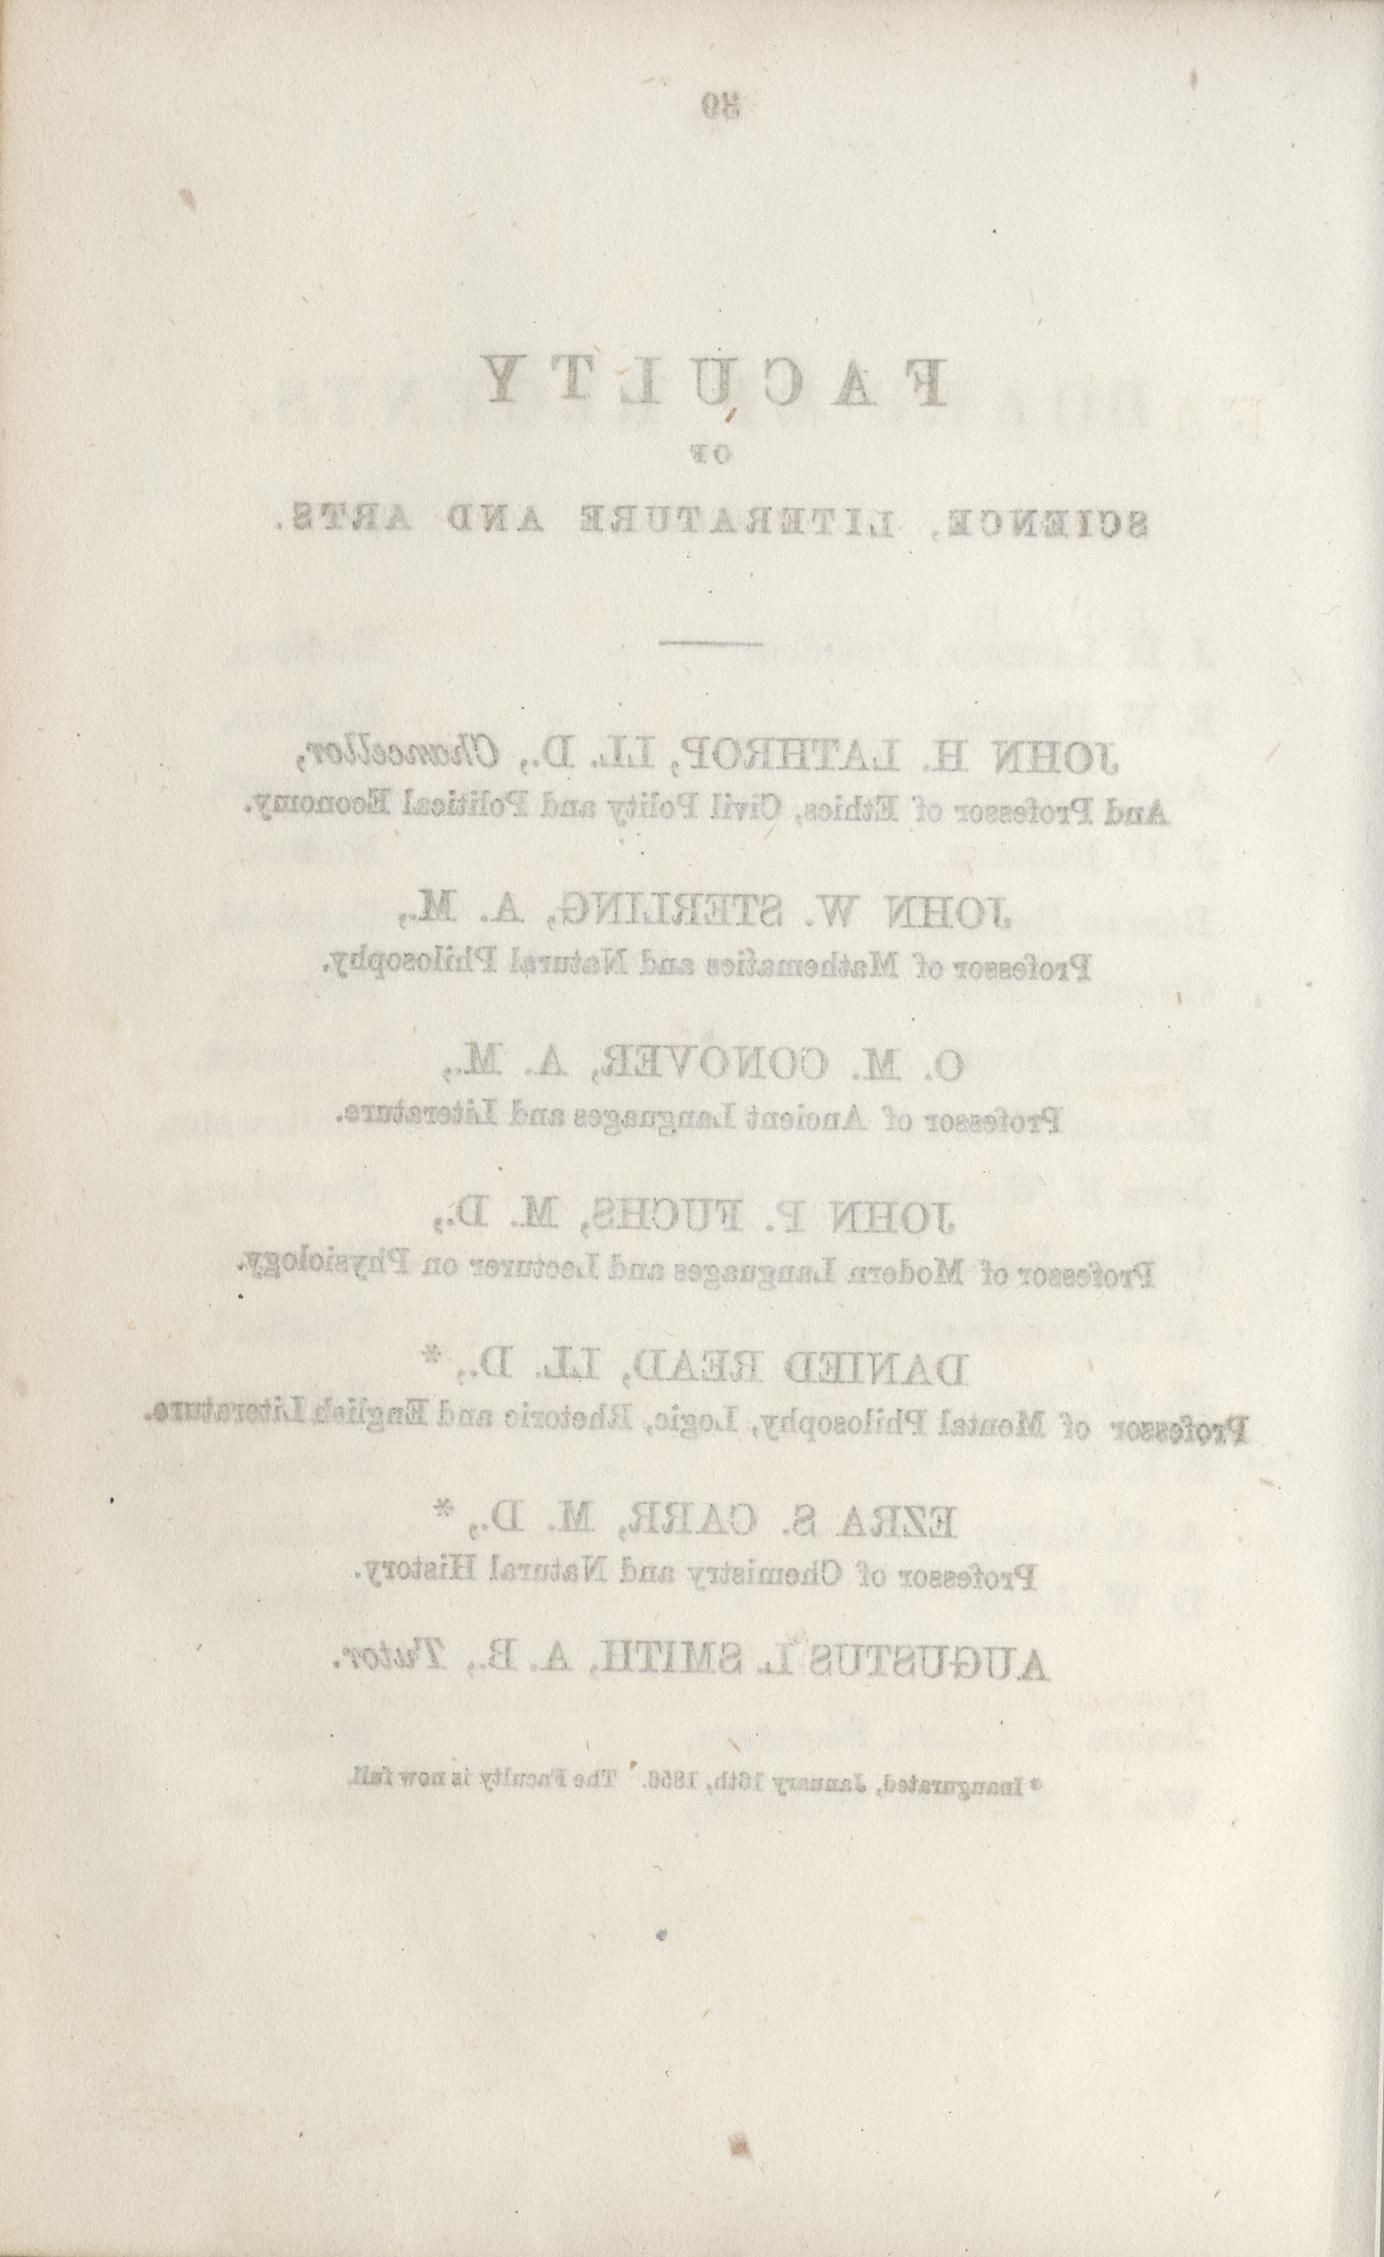 39
FACULTY
OF
SCIENCE, LITERATURE AND ARTS.
JOHN H. LATHROP, LL. D., Chancellor,
And Professor of Ethics, Civil Polity and Political Economy.
JOHN W. STERLING, A. M.,
Professor of Mathematics and Natural Philosophy.
O. M. CONOVER, A. M.,
Professor of Ancient Languages and Literature.
JOHN P. FUCHS, M. D.,
Professor of Modern Languages and Lecturer on Physiology.
DANIED READ, LL. D., *
Professor of Mental Philosophy, Logic, Rhetoric and English Literature.
EZRA S. CARR, M. D., *
Professor of Chemistry and Natural History.
AUGUSTUS L. SMITH, A. B., Tutor.
* Inaugurated, January 16th, 1856. The Faculty is now full.